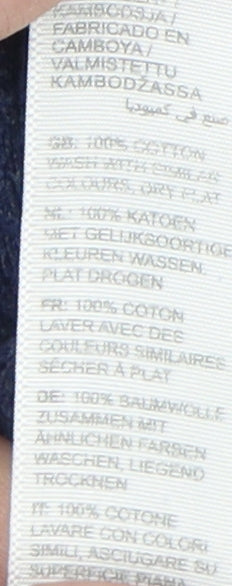 KAMBODŽA /
FABRICADO EN
CAMBOYA /
VALMISTETTU
KAMBODŽASSA
صنع في كمبوديا
GB: 100% COTTON
WASH WITH SIMILAR
COLOURS, DRY FLAT
NL: 100% KATOEN
MET GELIJKSOORTIGE
KLEUREN WASSEN.
PLAT DROGEN
FR: 100% COTON
LAVER AVEC DES
COULEURS SIMILAIRES
SÉCHER À PLAT
DE: 100% BAUMWOLLE
ZUSAMMEN MIT
ÄHNLICHEN FARBEN
WASCHEN, LIEGEND
TROCKNEN
IT: 100% COTONE
LAVARE CON COLORI
SIMILI, ASCIUGARE SU
SUPERFICIE PIANA